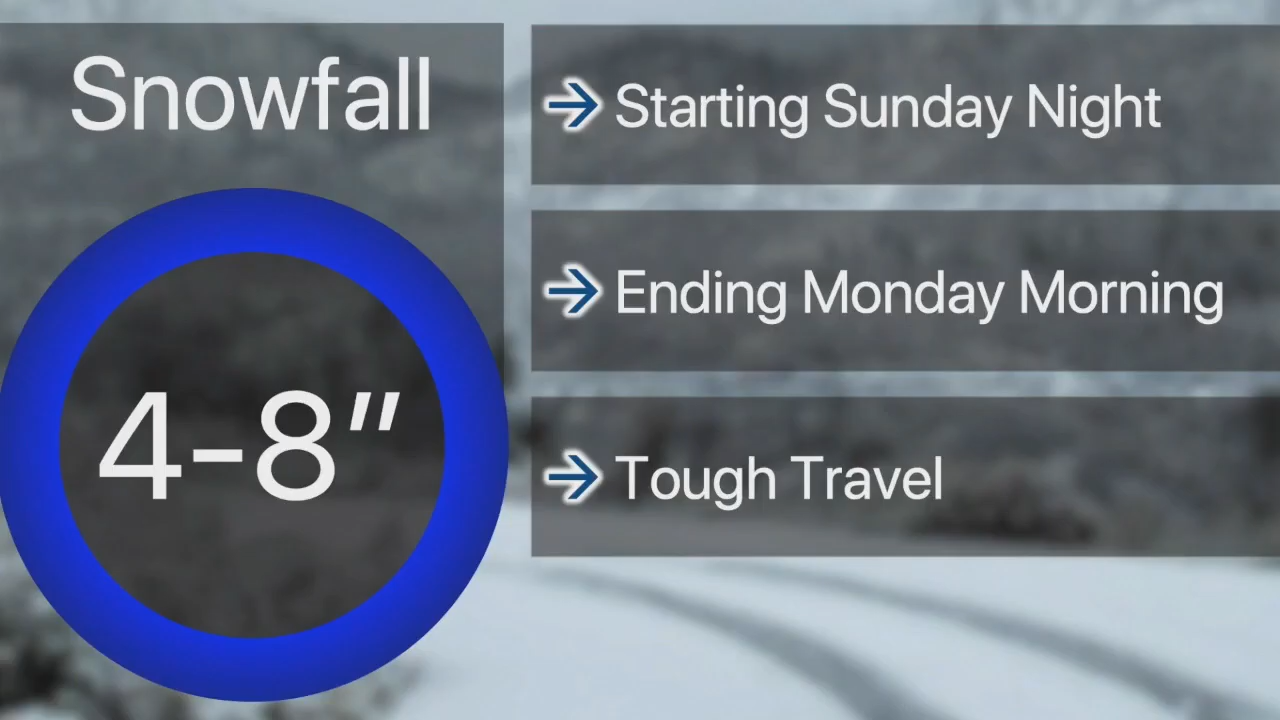 Snowfall
4-8"
Starting Sunday Night
Ending Monday Morning
Tough Travel